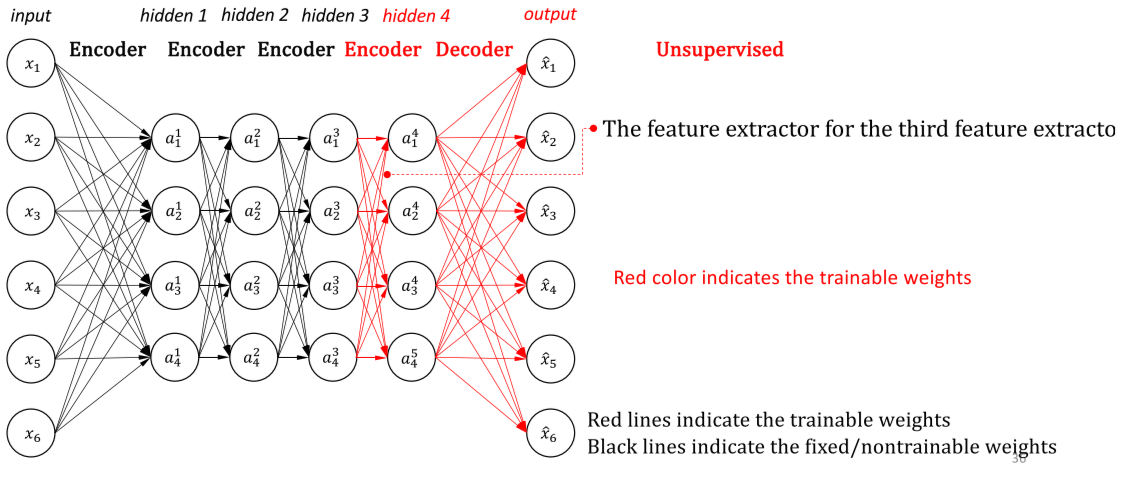 input hidden 1 hidden 2 hidden 3 hidden 4 output
Encoder Encoder Encoder Encoder Decoder Unsupervised
x₁ x̂₁
x₂ a₁¹ a₁² a₁³ a₁⁴ x̂₂
The feature extractor for the third feature extracto
x₃ a₂¹ a₂² a₂³ a₂⁴ x̂₃
x₄ a₃¹ a₃² a₃³ a₃⁴ x̂₄
Red color indicates the trainable weights
x₅ a₄¹ a₄² a₄³ a₄⁵ x̂₅
x₆ x̂₆
Red lines indicate the trainable weights
Black lines indicate the fixed/nontrainable weights